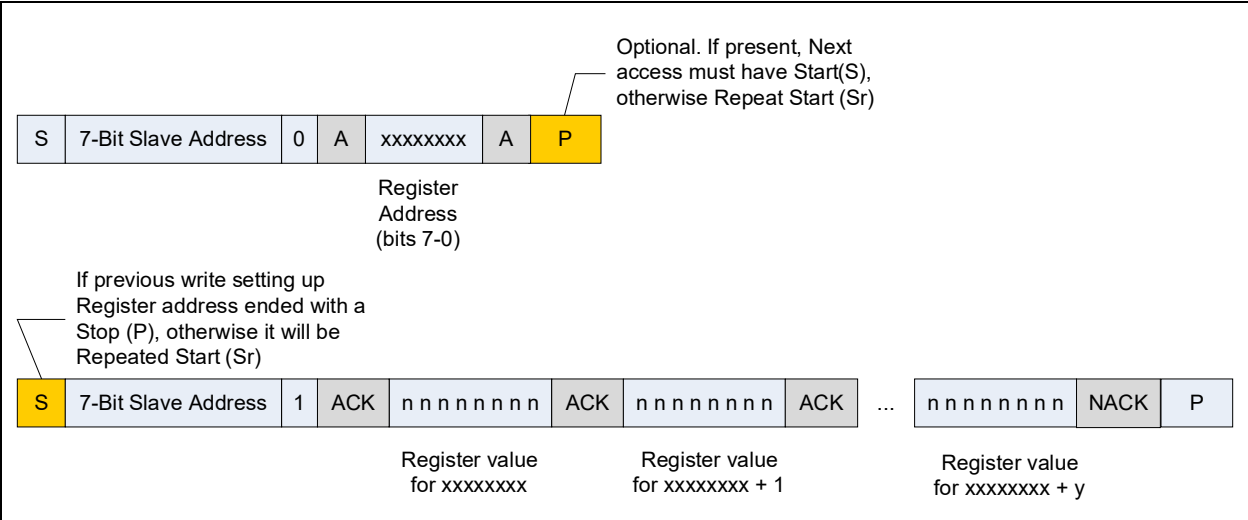 Optional. If present, Next
access must have Start(S),
otherwise Repeat Start (Sr)
S 7-Bit Slave Address 0 A xxxxxxxx A P
Register
Address
(bits 7-0)
If previous write setting up
Register address ended with a
Stop (P), otherwise it will be
Repeated Start (Sr)
S 7-Bit Slave Address 1 ACK n n n n n n n n ACK n n n n n n n n ACK ... n n n n n n n n NACK P
Register value
for xxxxxxxx
Register value
for xxxxxxxx + 1
Register value
for xxxxxxxx + y